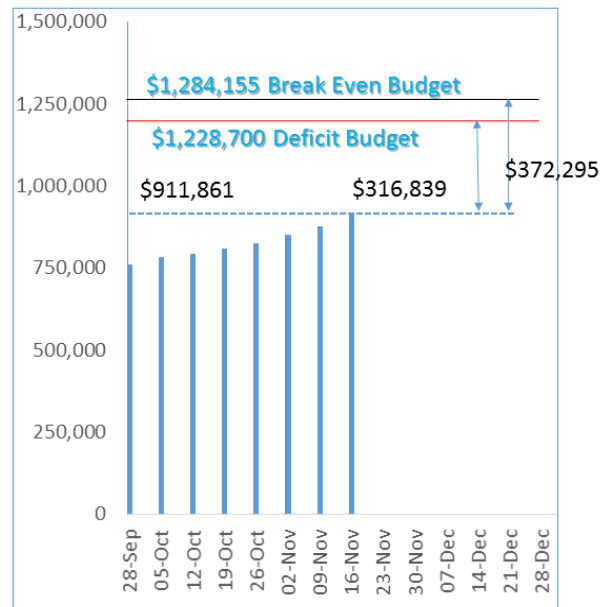 1,500,000
$1,284,155 Break Even Budget
1,250,000
$1,228,700 Deficit Budget
$372,295
1,000,000
$911,861
$316,839
750,000
500,000
250,000
0
28-Sep
05-Oct
12-Oct
19-Oct
26-Oct
02-Nov
09-Nov
16-Nov
23-Nov
30-Nov
07-Dec
14-Dec
21-Dec
28-Dec